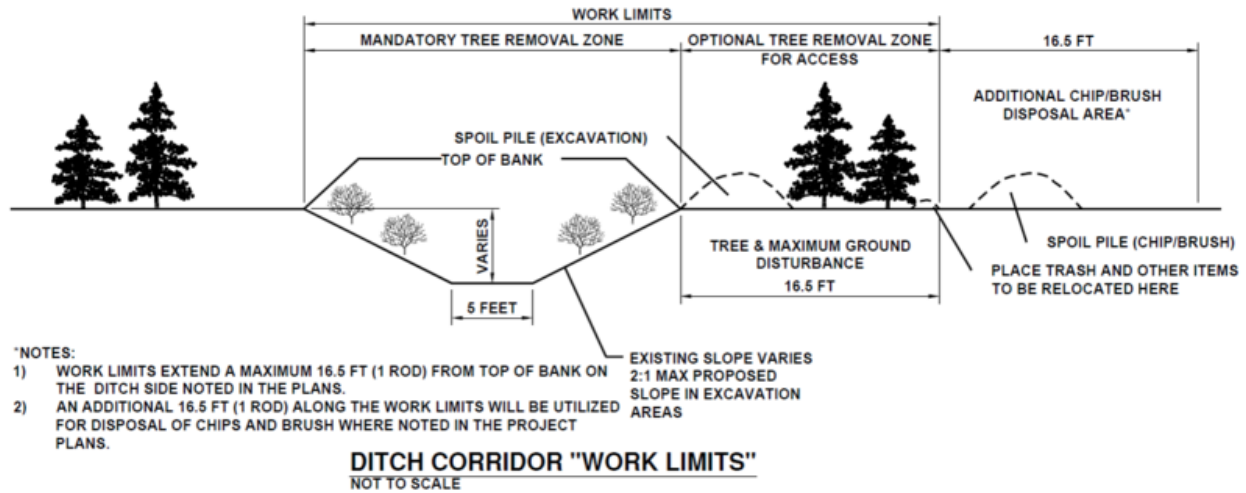 WORK LIMITS
MANDATORY TREE REMOVAL ZONE
OPTIONAL TREE REMOVAL ZONE
FOR ACCESS
16.5 FT
ADDITIONAL CHIP/BRUSH
DISPOSAL AREA*
SPOIL PILE (EXCAVATION)
TOP OF BANK
VARIES
5 FEET
TREE & MAXIMUM GROUND
DISTURBANCE
16.5 FT
SPOIL PILE (CHIP/BRUSH)
PLACE TRASH AND OTHER ITEMS
TO BE RELOCATED HERE
EXISTING SLOPE VARIES
2:1 MAX PROPOSED
SLOPE IN EXCAVATION
AREAS
*NOTES:
1) WORK LIMITS EXTEND A MAXIMUM 16.5 FT (1 ROD) FROM TOP OF BANK ON
THE DITCH SIDE NOTED IN THE PLANS.
2) AN ADDITIONAL 16.5 FT (1 ROD) ALONG THE WORK LIMITS WILL BE UTILIZED
FOR DISPOSAL OF CHIPS AND BRUSH WHERE NOTED IN THE PROJECT
PLANS.
DITCH CORRIDOR "WORK LIMITS"
NOT TO SCALE